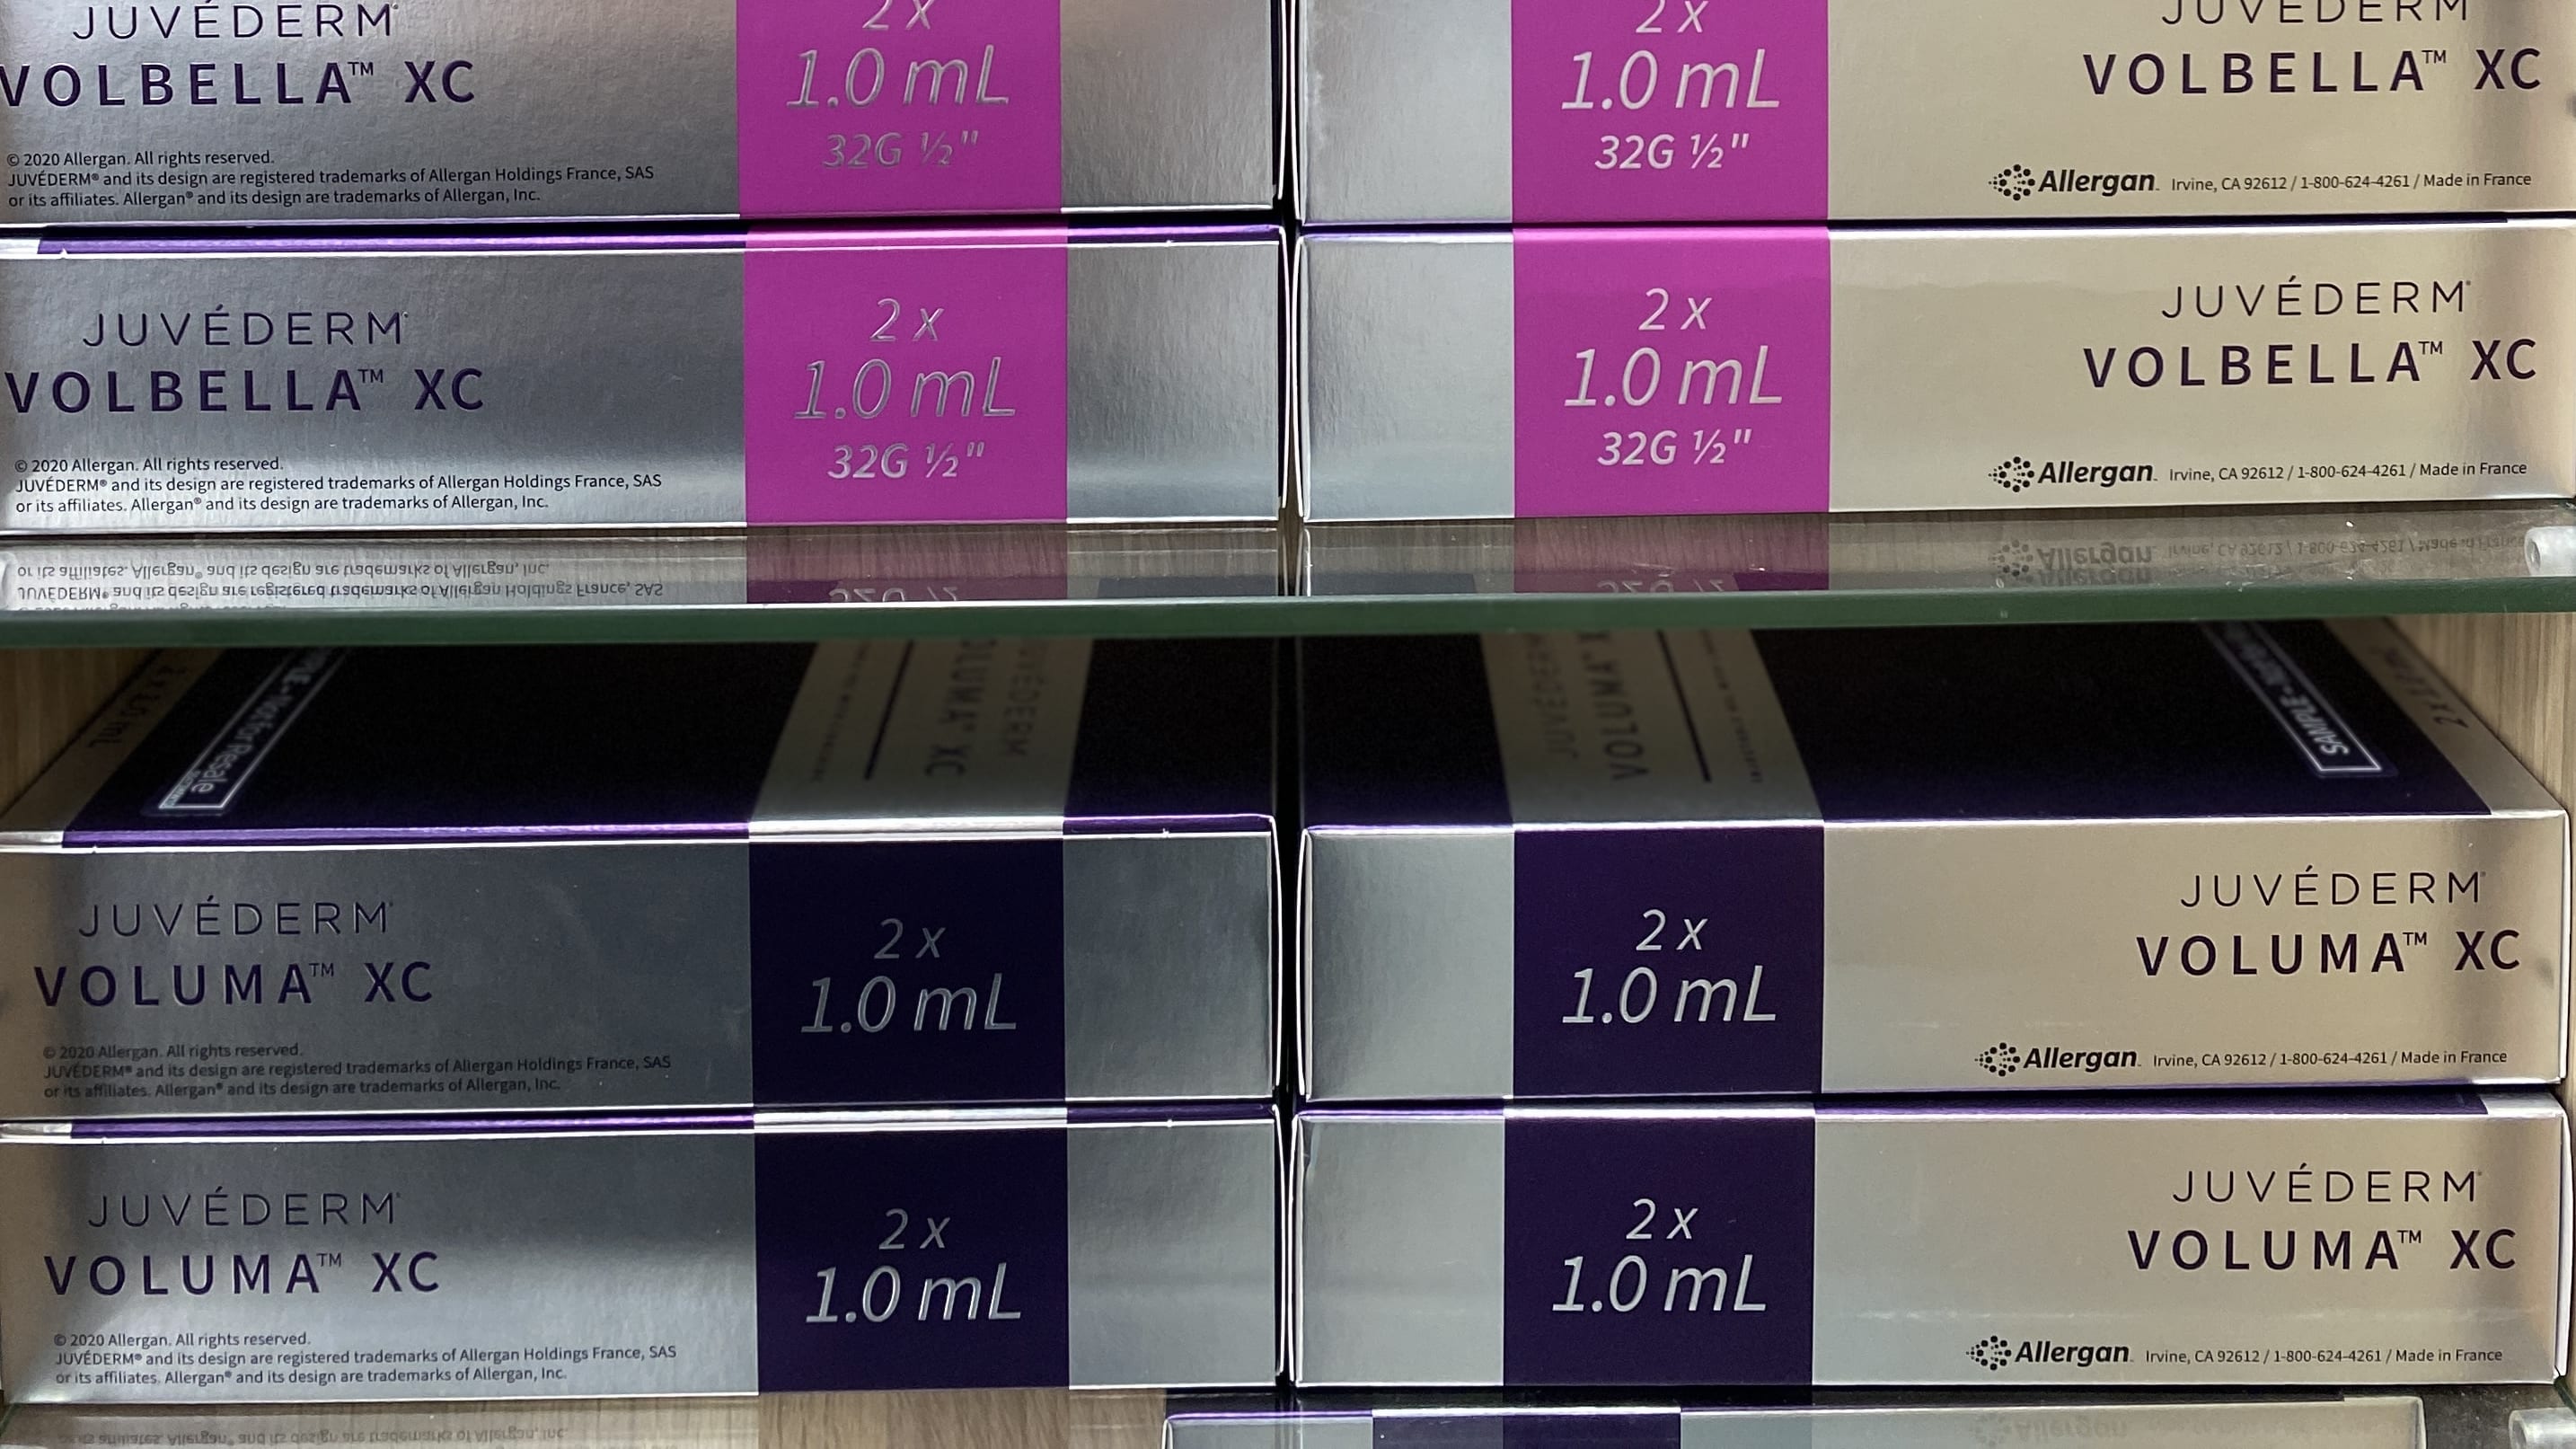 JUVÉDERM®
VOLBELLA™ XC
© 2020 Allergan. All rights reserved.
JUVÉDERM® and its design are registered trademarks of Allergan Holdings France, SAS
or its affiliates. Allergan® and its design are trademarks of Allergan, Inc.
2 x
1.0 mL
32G ½"
2 x
1.0 mL
32G ½"
JUVÉDERM
VOLBELLA™ XC
Allergan Irvine, CA 92612 / 1-800-624-4261 / Made in France
JUVÉDERM®
VOLBELLA™ XC
© 2020 Allergan. All rights reserved.
JUVÉDERM® and its design are registered trademarks of Allergan Holdings France, SAS
or its affiliates. Allergan® and its design are trademarks of Allergan, Inc.
2 x
1.0 mL
32G ½"
2 x
1.0 mL
32G ½"
JUVÉDERM®
VOLBELLA™ XC
Allergan Irvine, CA 92612 / 1-800-624-4261 / Made in France
Not for Resale
JUVÉDERM
VOLUMA XC
JUVÉDERM
VOLUMA XC
SAMPLE
JUVÉDERM®
VOLUMA™ XC
© 2020 Allergan. All rights reserved.
JUVÉDERM® and its design are registered trademarks of Allergan Holdings France, SAS
or its affiliates. Allergan® and its design are trademarks of Allergan, Inc.
2 x
1.0 mL
2 x
1.0 mL
JUVÉDERM®
VOLUMA™ XC
Allergan Irvine, CA 92612 / 1-800-624-4261 / Made in France
JUVÉDERM®
VOLUMA™ XC
© 2020 Allergan. All rights reserved.
JUVÉDERM® and its design are registered trademarks of Allergan Holdings France, SAS
or its affiliates. Allergan® and its design are trademarks of Allergan, Inc.
2 x
1.0 mL
2 x
1.0 mL
JUVÉDERM®
VOLUMA™ XC
Allergan Irvine, CA 92612 / 1-800-624-4261 / Made in France